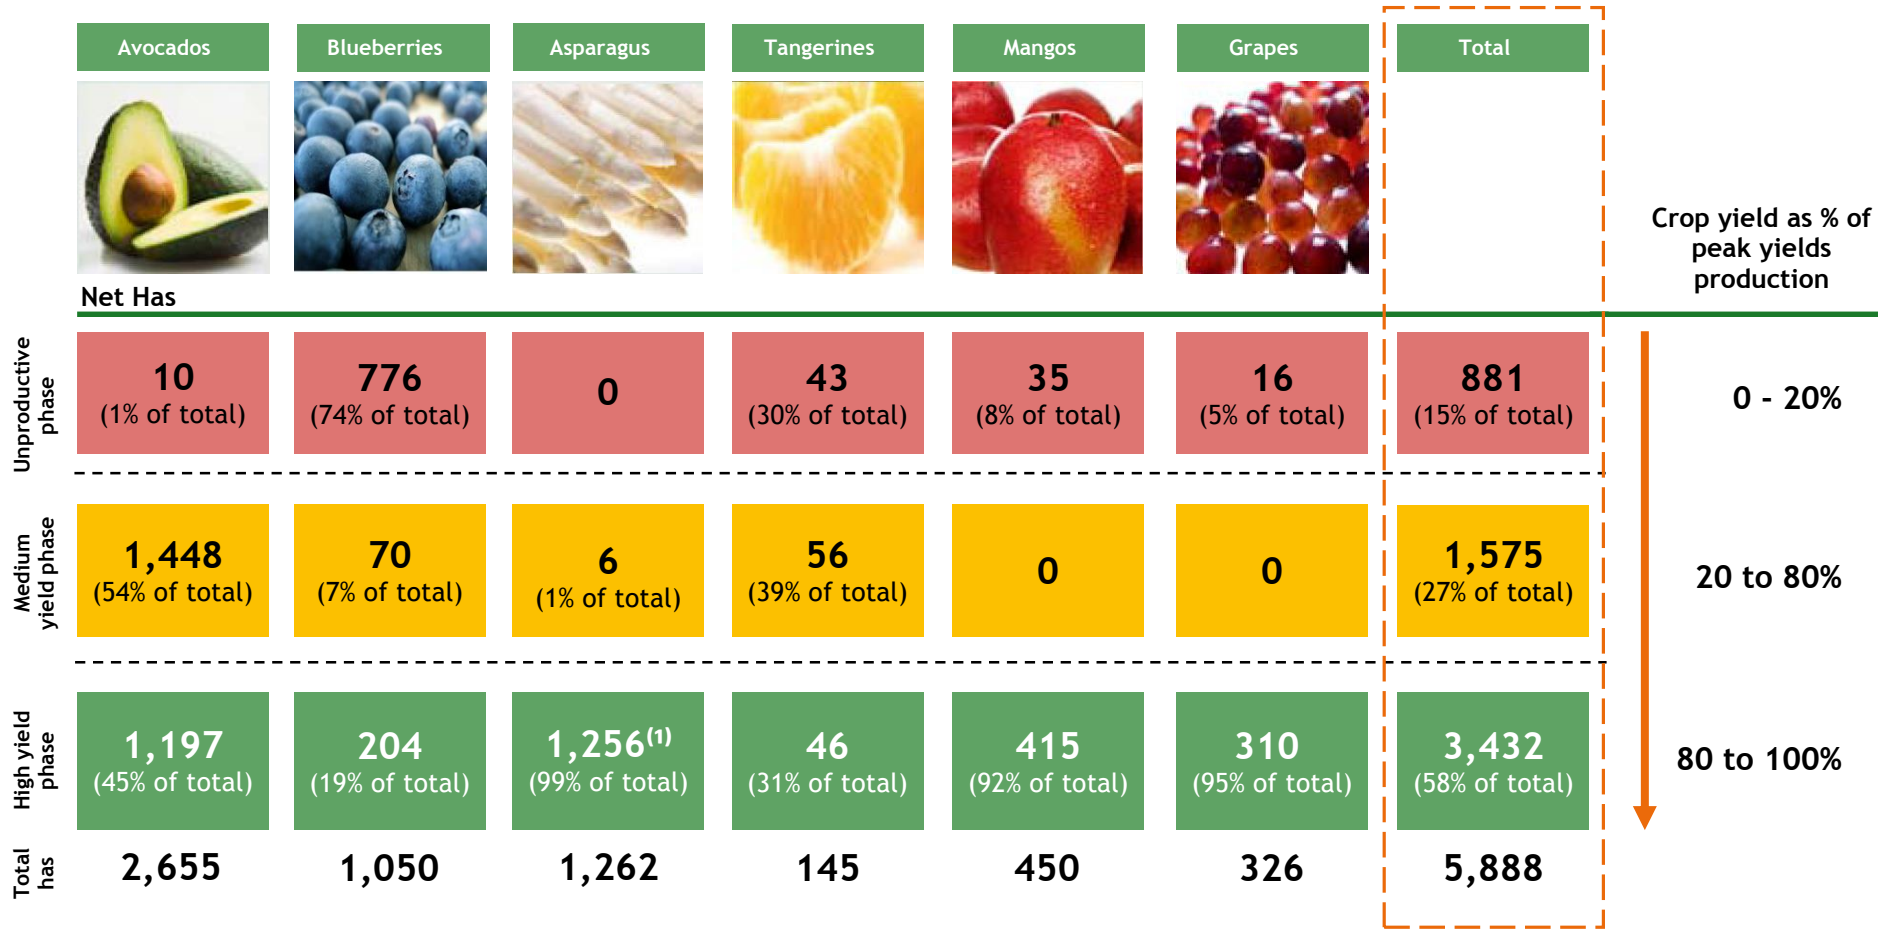 Avocados
Blueberries
Asparagus
Tangerines
Mangos
Grapes
Total
Crop yield as % of
peak yields
production
Net Has
Unproductive
phase
10
(1% of total)
776
(74% of total)
0
43
(30% of total)
35
(8% of total)
16
(5% of total)
881
(15% of total)
0 - 20%
Medium
yield phase
1,448
(54% of total)
70
(7% of total)
6
(1% of total)
56
(39% of total)
0
0
1,575
(27% of total)
20 to 80%
High yield
phase
1,197
(45% of total)
204
(19% of total)
1,256(1)
(99% of total)
46
(31% of total)
415
(92% of total)
310
(95% of total)
3,432
(58% of total)
80 to 100%
Total
has
2,655
1,050
1,262
145
450
326
5,888